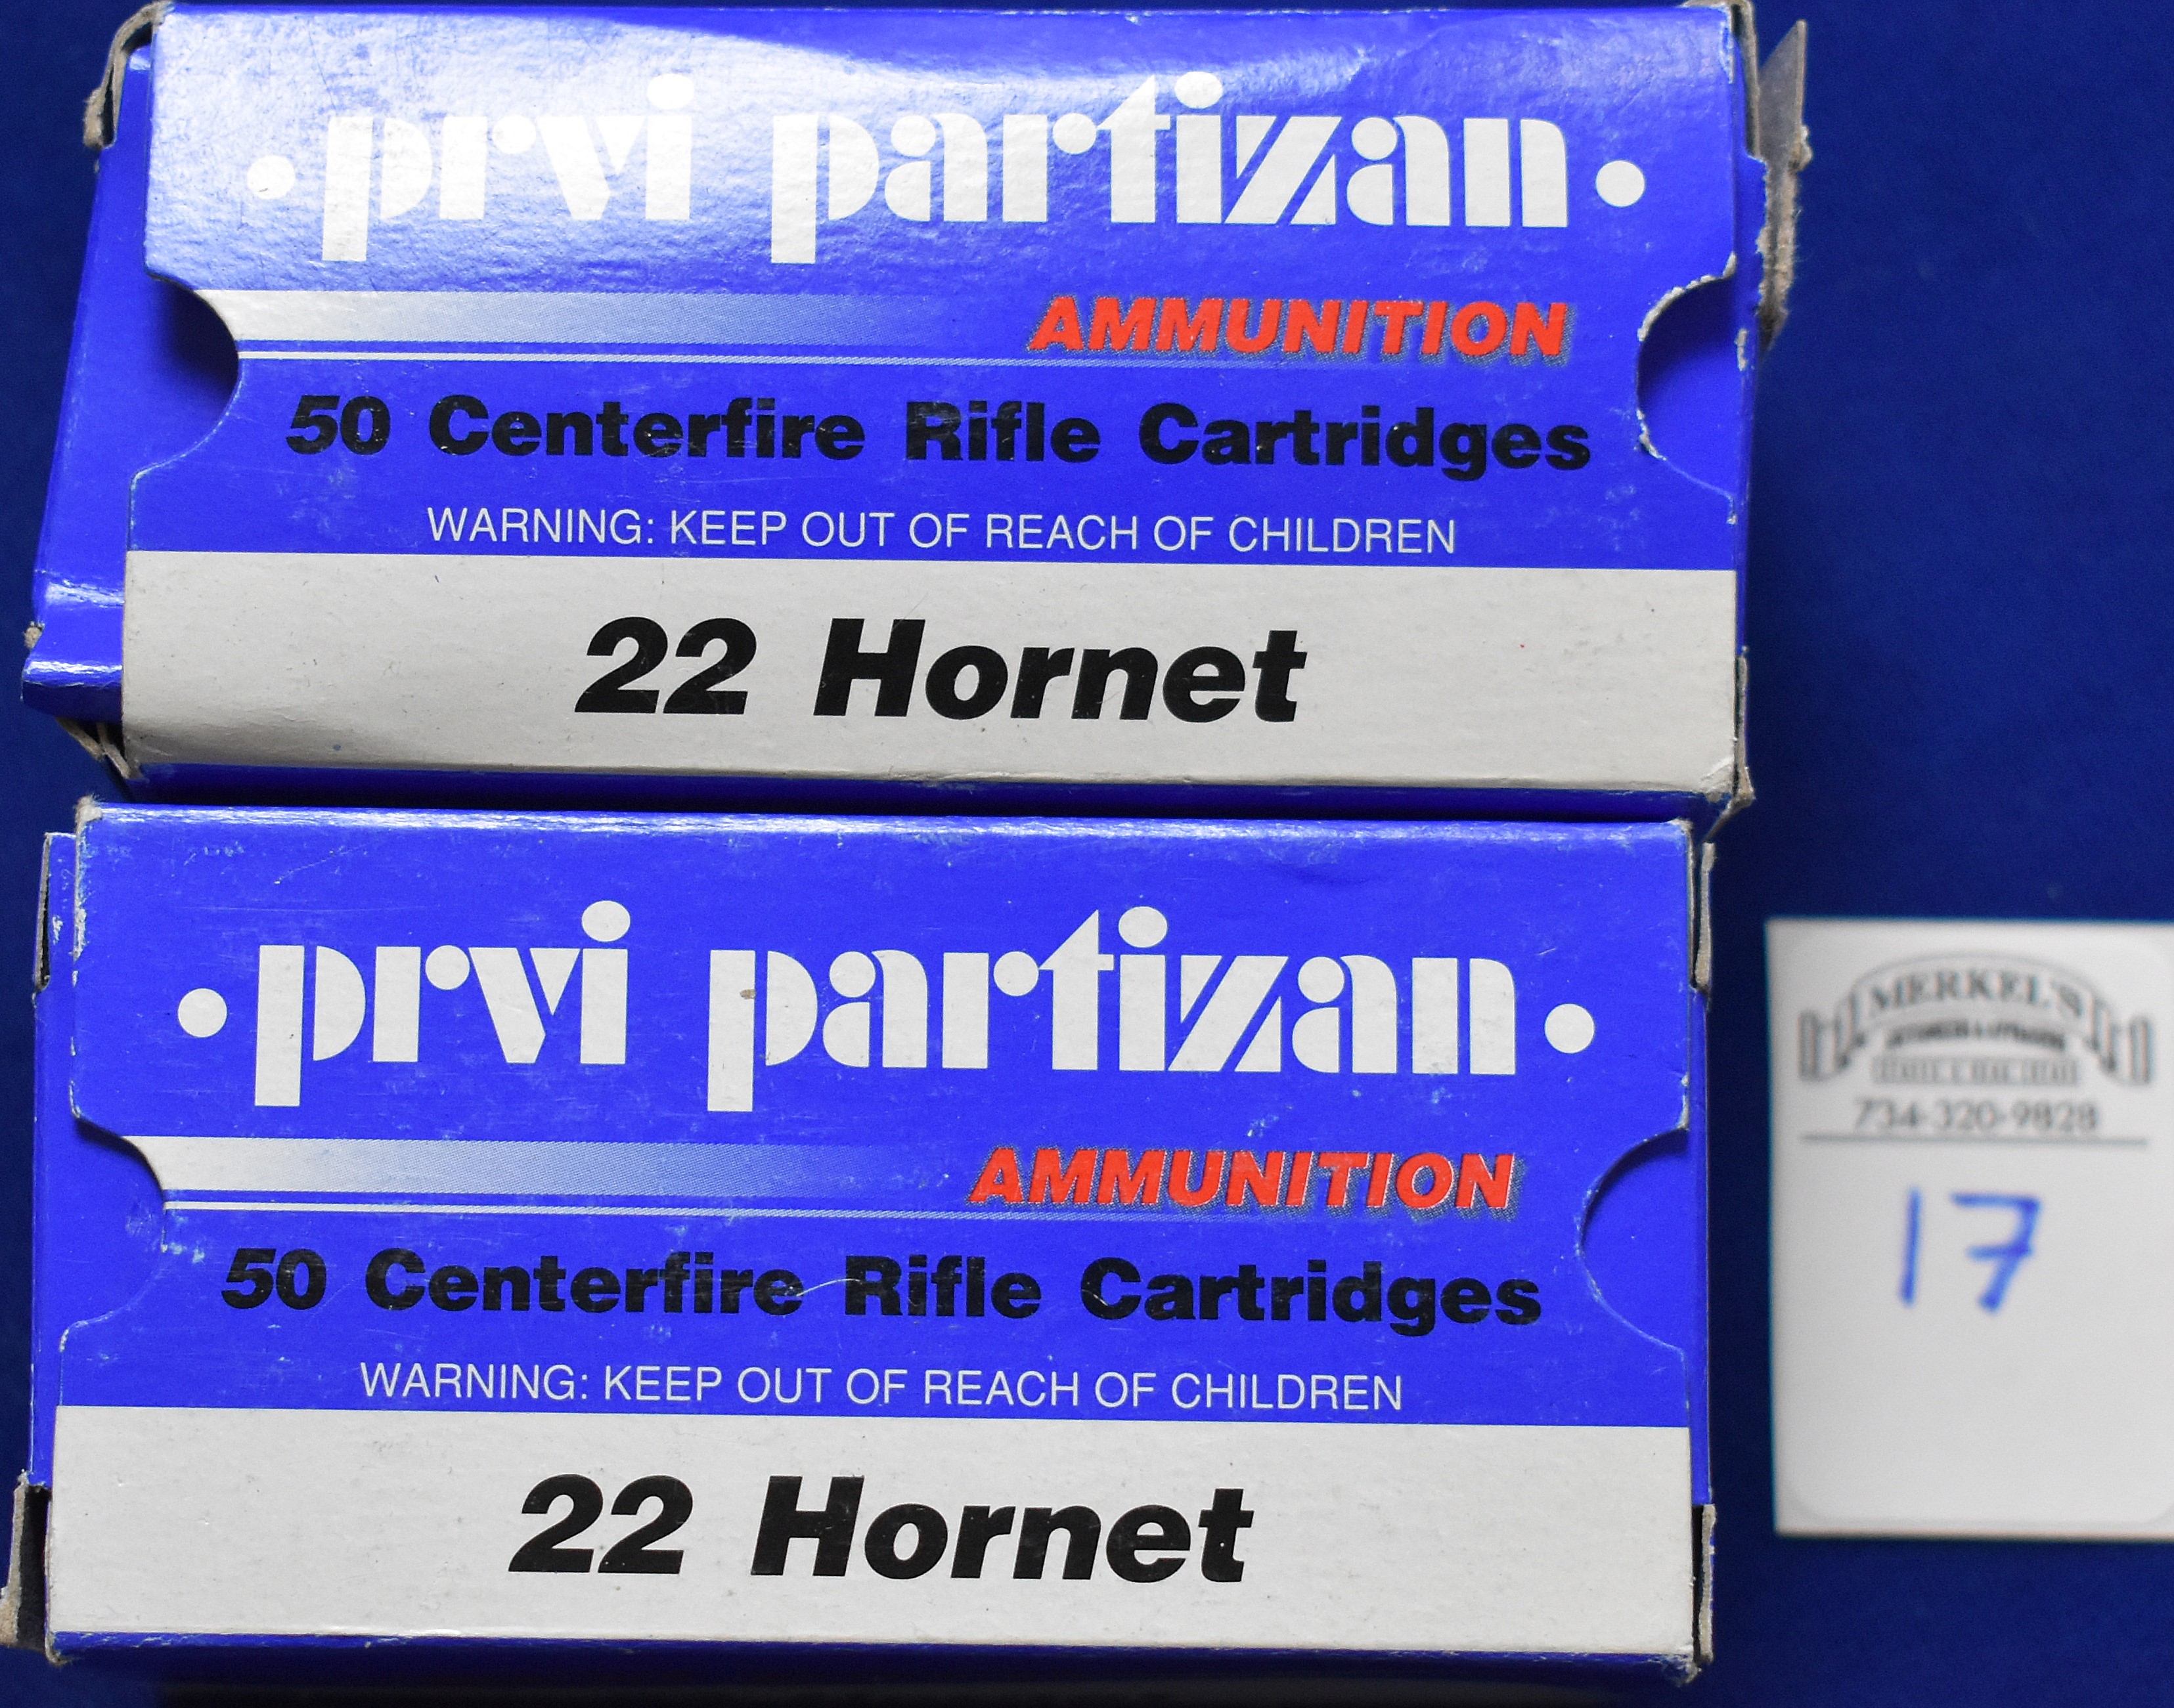 • prvi partizan •
AMMUNITION
50 Centerfire Rifle Cartridges
WARNING: KEEP OUT OF REACH OF CHILDREN
22 Hornet
• prvi partizan •
AMMUNITION
50 Centerfire Rifle Cartridges
WARNING: KEEP OUT OF REACH OF CHILDREN
22 Hornet
MERKEL'S
734-320-9828
17